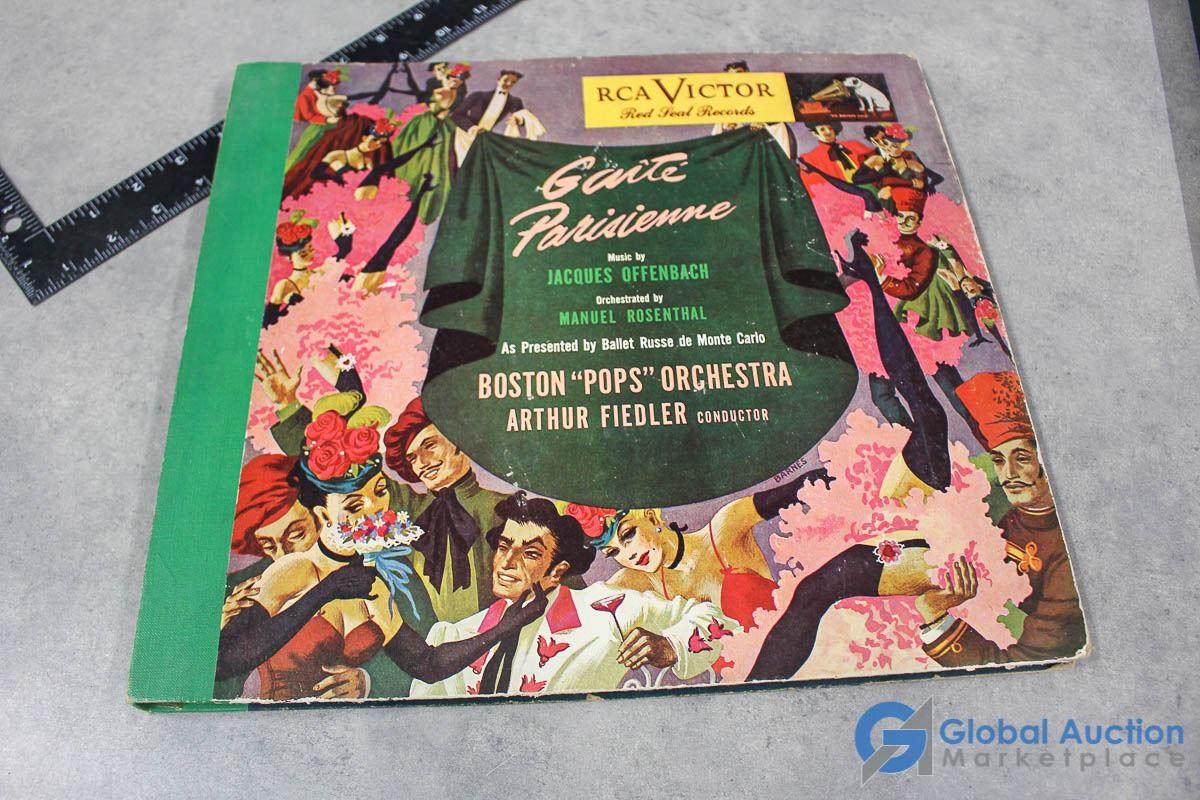 RCA VICTOR
Red Seal Records
Gaîté
Parisienne
Music by
JACQUES OFFENBACH
Orchestrated by
MANUEL ROSENTHAL
As Presented by Ballet Russe de Monte Carlo
BOSTON "POPS" ORCHESTRA
ARTHUR FIEDLER CONDUCTOR
BARNES
Global Auction
Marketplace